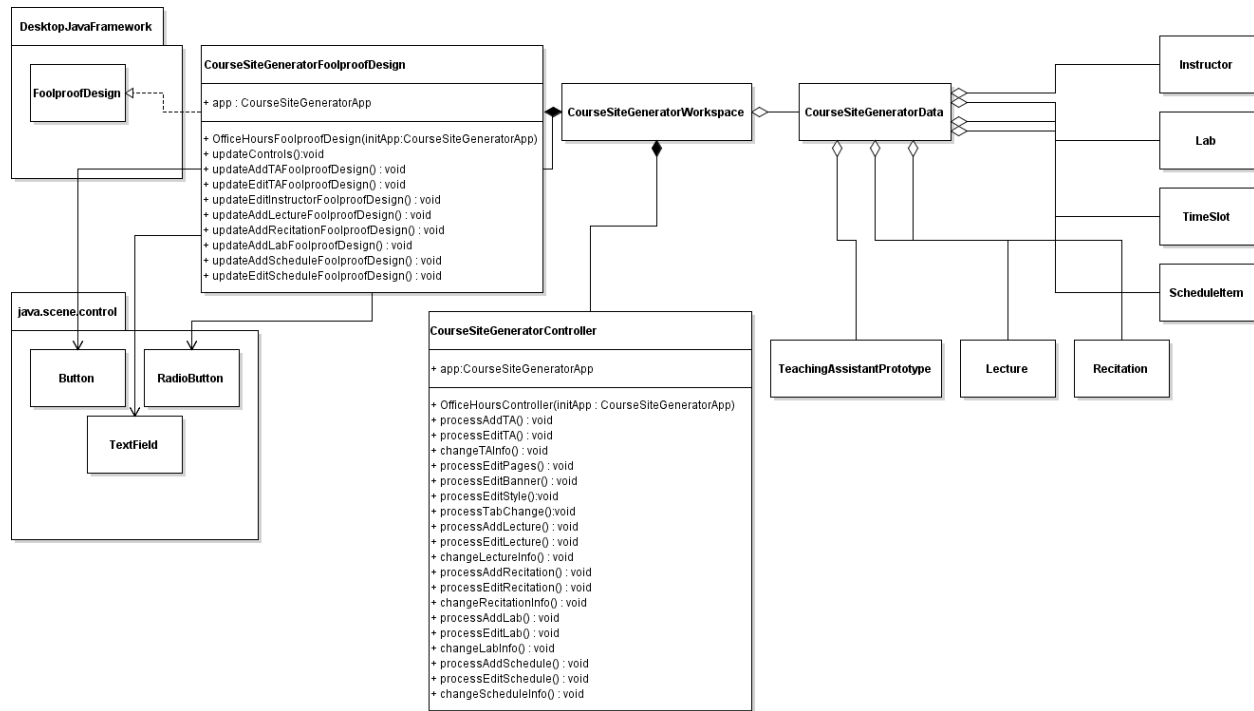 DesktopJavaFramework
FoolproofDesign
CourseSiteGeneratorFoolproofDesign
+ app : CourseSiteGeneratorApp
+ OfficeHoursFoolproofDesign(initApp:CourseSiteGeneratorApp)
+ updateControls():void
+ updateAddTAFoolproofDesign() : void
+ updateEditTAFoolproofDesign() : void
+ updateEditInstructorFoolproofDesign() : void
+ updateAddLectureFoolproofDesign() : void
+ updateAddRecitationFoolproofDesign() : void
+ updateAddLabFoolproofDesign() : void
+ updateAddScheduleFoolproofDesign() : void
+ updateEditScheduleFoolproofDesign() : void
CourseSiteGeneratorWorkspace
CourseSiteGeneratorData
Instructor
Lab
TimeSlot
ScheduleItem
java.scene.control
Button
RadioButton
TextField
CourseSiteGeneratorController
+ app:CourseSiteGeneratorApp
+ OfficeHoursController(initApp : CourseSiteGeneratorApp)
+ processAddTA() : void
+ processEditTA() : void
+ changeTAInfo() : void
+ processEditPages() : void
+ processEditBanner() : void
+ processEditStyle():void
+ processTabChange():void
+ processAddLecture() : void
+ processEditLecture() : void
+ changeLectureInfo() : void
+ processAddRecitation() : void
+ processEditRecitation() : void
+ changeRecitationInfo() : void
+ processAddLab() : void
+ processEditLab() : void
+ changeLabInfo() : void
+ processAddSchedule() : void
+ processEditSchedule() : void
+ changeScheduleInfo() : void
TeachingAssistantPrototype
Lecture
Recitation